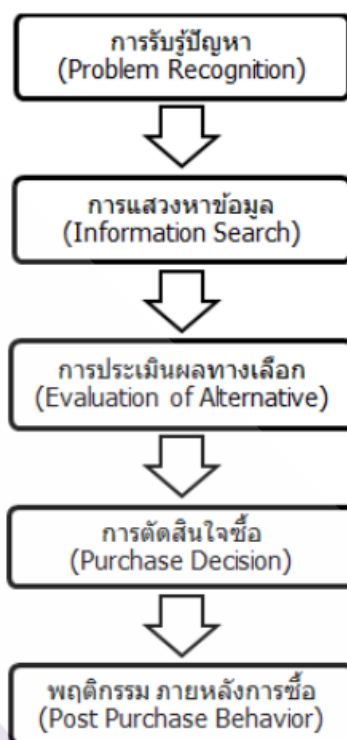 การรับรู้ปัญหา
(Problem Recognition)
การแสวงหาข้อมูล
(Information Search)
การประเมินผลทางเลือก
(Evaluation of Alternative)
การตัดสินใจซื้อ
(Purchase Decision)
พฤติกรรม ภายหลังการซื้อ
(Post Purchase Behavior)